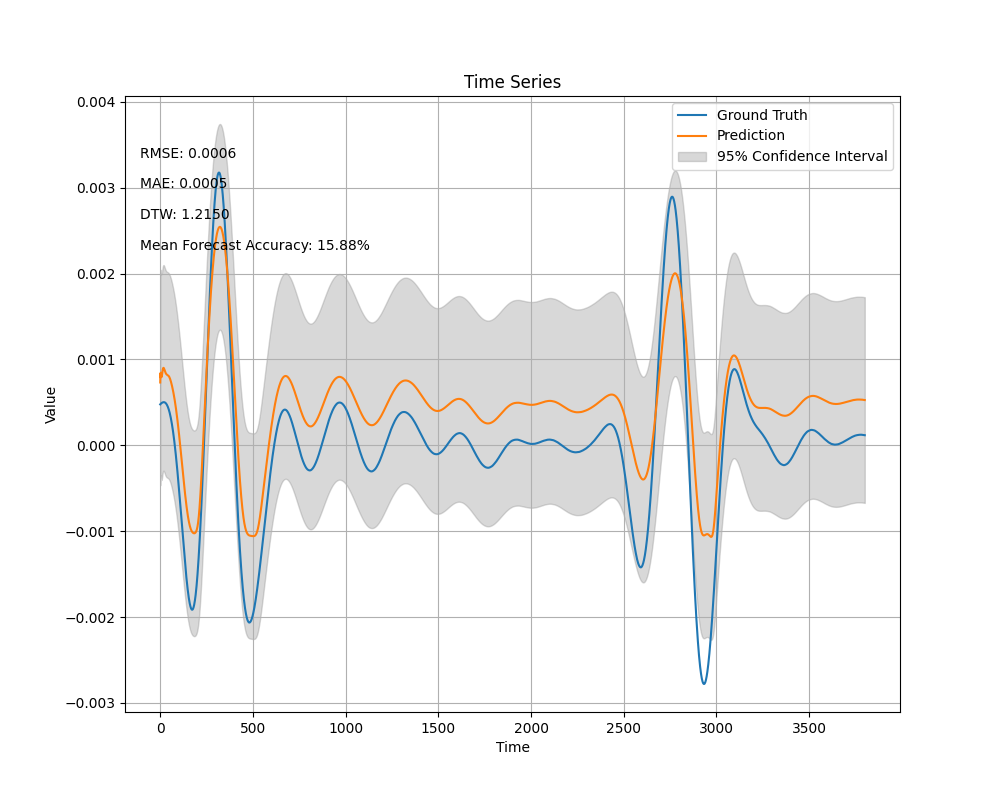 Time Series
Ground Truth
Prediction
95% Confidence Interval
RMSE: 0.0006
MAE: 0.0005
DTW: 1.2150
Mean Forecast Accuracy: 15.88%
Value
0.004
0.003
0.002
0.001
0.000
−0.001
−0.002
−0.003
0 500 1000 1500 2000 2500 3000 3500
Time